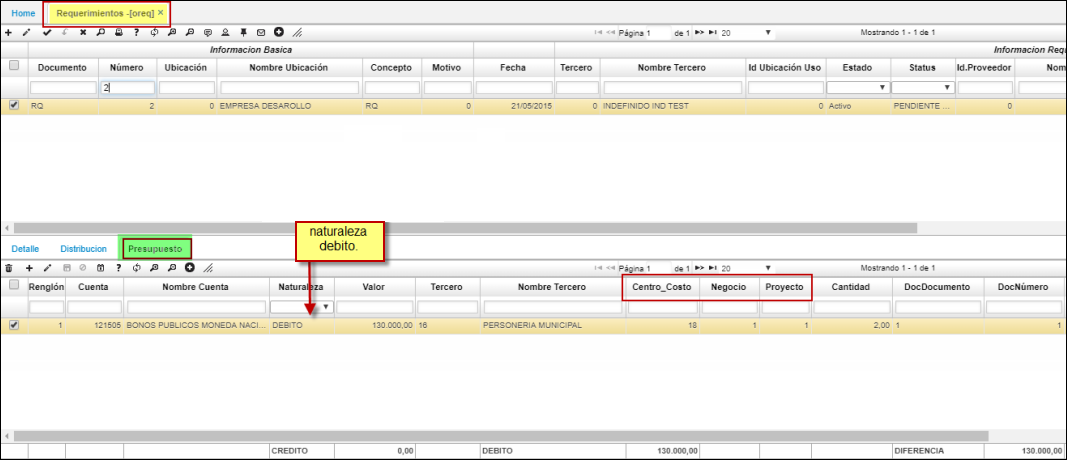 Home Requerimientos -[oreq] ×
Página 1 de 1 20 Mostrando 1 - 1 de 1
Informacion Basica Informacion Requ
Documento Número Ubicación Nombre Ubicación Concepto Motivo Fecha Tercero Nombre Tercero Id Ubicación Uso Estado Status Id.Proveedor Nom
2
RQ 2 0 EMPRESA DESAROLLO RQ 0 21/05/2015 0 INDEFINIDO IND TEST 0 Activo PENDIENTE ... 0
naturaleza
debito.
Detalle Distribucion Presupuesto
Página 1 de 1 20 Mostrando 1 - 1 de 1
Renglón Cuenta Nombre Cuenta Naturaleza Valor Tercero Nombre Tercero Centro_Costo Negocio Proyecto Cantidad DocDocumento DocNúmero
1 121505 BONOS PUBLICOS MONEDA NACI... DEBITO 130.000,00 16 PERSONERIA MUNICIPAL 18 1 1 2,00 1 1
CREDITO 0,00 DEBITO 130.000,00 DIFERENCIA 130.000,00